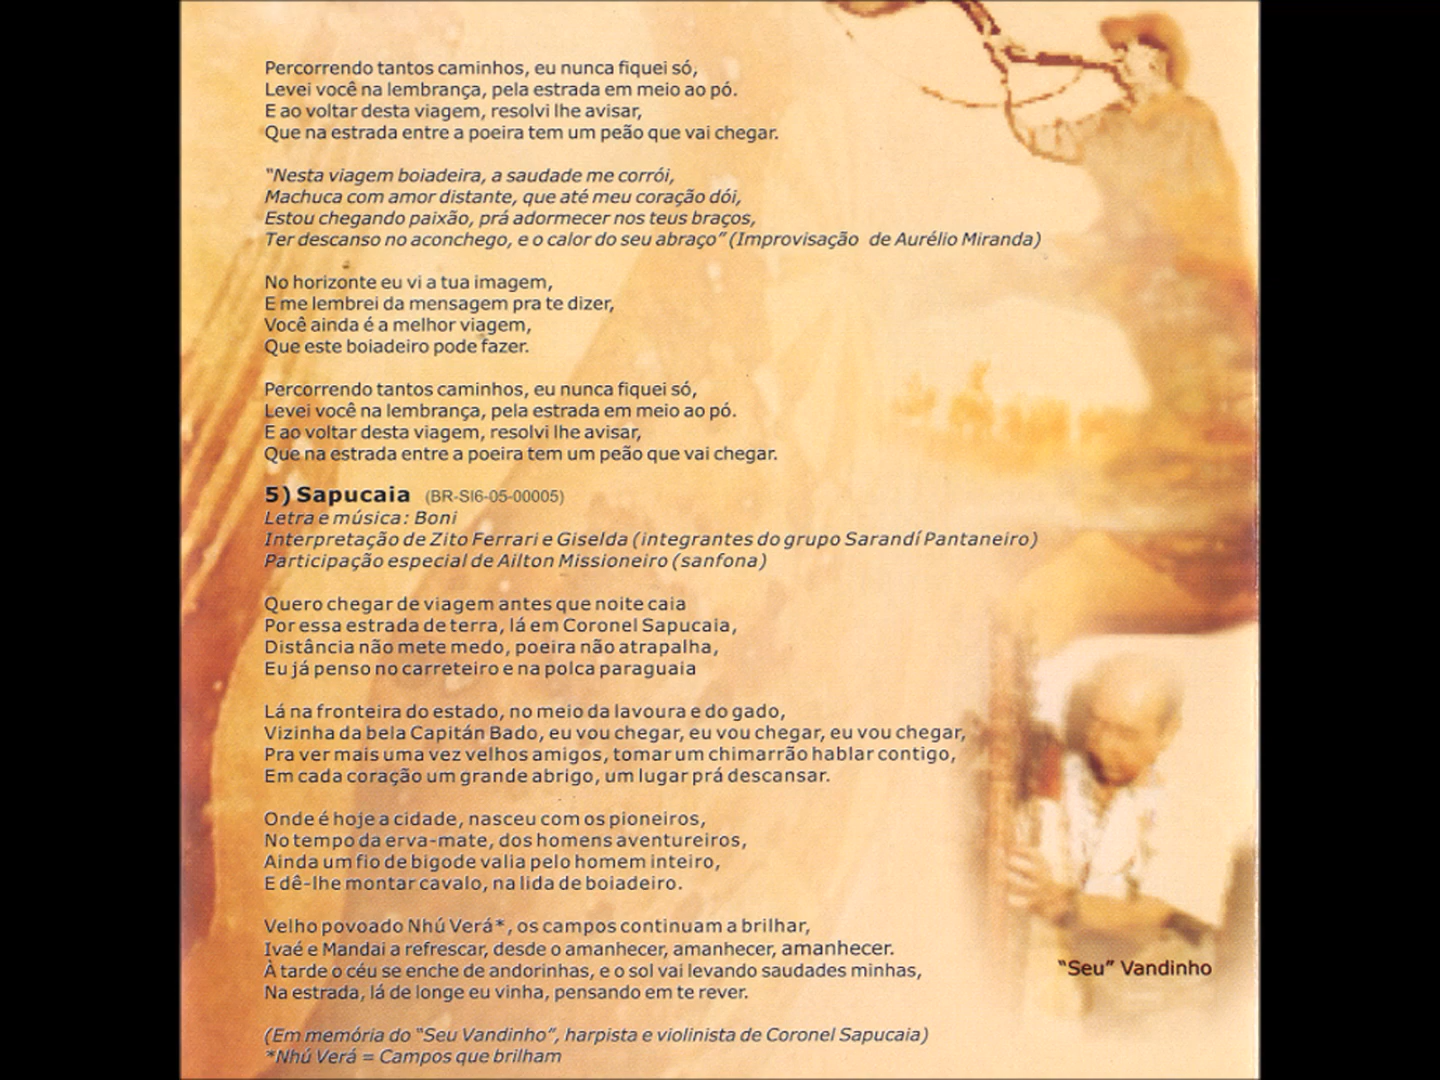 Percorrendo tantos caminhos, eu nunca fiquei só,
Levei você na lembrança, pela estrada em meio ao pó.
E ao voltar desta viagem, resolvi lhe avisar,
Que na estrada entre a poeira tem um peão que vai chegar.
"Nesta viagem boiadeira, a saudade me corrói,
Machuca com amor distante, que até meu coração dói,
Estou chegando paixão, prá adormecer nos teus braços,
Ter descanso no aconchego, e o calor do seu abraço" (Improvisação de Aurélio Miranda)
No horizonte eu vi a tua imagem,
E me lembrei da mensagem pra te dizer,
Você ainda é a melhor viagem,
Que este boiadeiro pode fazer.
Percorrendo tantos caminhos, eu nunca fiquei só,
Levei você na lembrança, pela estrada em meio ao pó.
E ao voltar desta viagem, resolvi lhe avisar,
Que na estrada entre a poeira tem um peão que vai chegar.
5) Sapucaia (BR-SI6-05-00005)
Letra e música: Boni
Interpretação de Zito Ferrari e Giselda (integrantes do grupo Sarandí Pantaneiro)
Participação especial de Ailton Missioneiro (sanfona)
Quero chegar de viagem antes que noite caia
Por essa estrada de terra, lá em Coronel Sapucaia,
Distância não mete medo, poeira não atrapalha,
Eu já penso no carreteiro e na polca paraguaia
Lá na fronteira do estado, no meio da lavoura e do gado,
Vizinha da bela Capitán Bado, eu vou chegar, eu vou chegar, eu vou chegar,
Pra ver mais uma vez velhos amigos, tomar um chimarrão hablar contigo,
Em cada coração um grande abrigo, um lugar prá descansar.
Onde é hoje a cidade, nasceu com os pioneiros,
No tempo da erva-mate, dos homens aventureiros,
Ainda um fio de bigode valia pelo homem inteiro,
E dê-lhe montar cavalo, na lida de boiadeiro.
Velho povoado Nhú Verá*, os campos continuam a brilhar,
Ivaé e Mandai a refrescar, desde o amanhecer, amanhecer, amanhecer.
À tarde o céu se enche de andorinhas, e o sol vai levando saudades minhas,
Na estrada, lá de longe eu vinha, pensando em te rever.
"Seu" Vandinho
(Em memória do "Seu Vandinho", harpista e violinista de Coronel Sapucaia)
*Nhú Verá = Campos que brilham